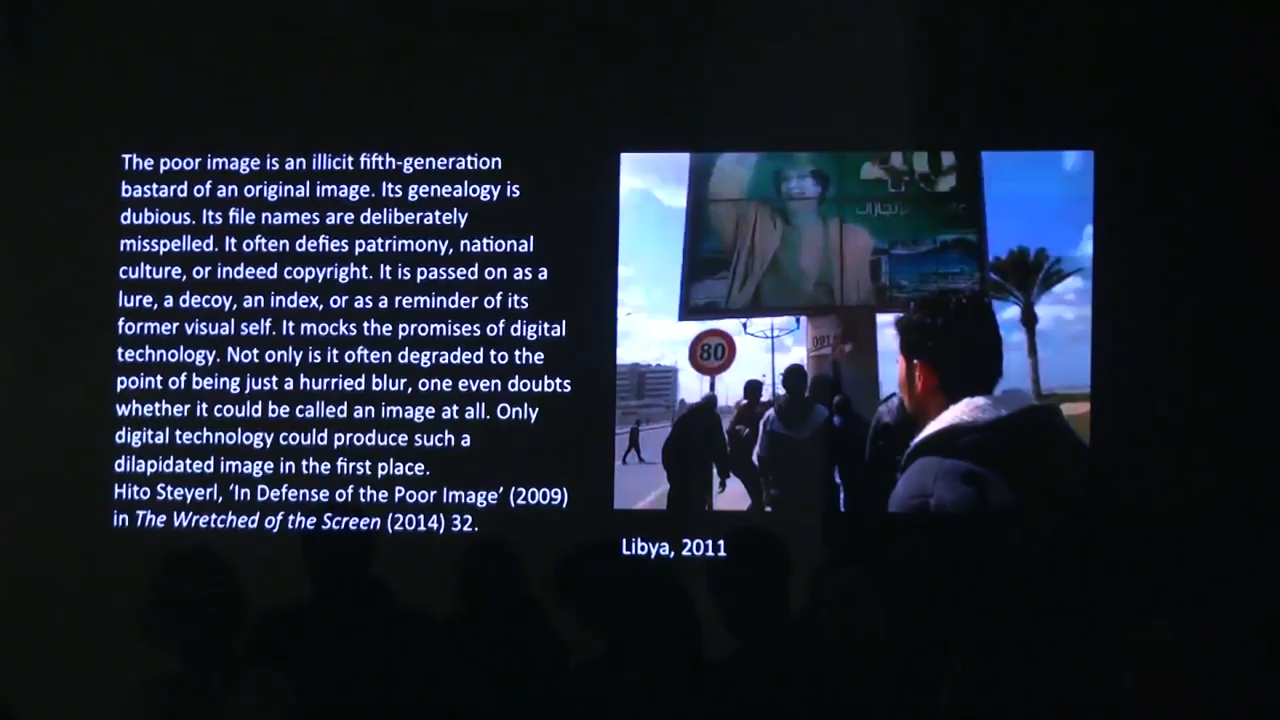 The poor image is an illicit fifth-generation
bastard of an original image. Its genealogy is
dubious. Its file names are deliberately
misspelled. It often defies patrimony, national
culture, or indeed copyright. It is passed on as a
lure, a decoy, an index, or as a reminder of its
former visual self. It mocks the promises of digital
technology. Not only is it often degraded to the
point of being just a hurried blur, one even doubts
whether it could be called an image at all. Only
digital technology could produce such a
dilapidated image in the first place.
Hito Steyerl, ‘In Defense of the Poor Image’ (2009)
in The Wretched of the Screen (2014) 32.
40
80
Libya, 2011